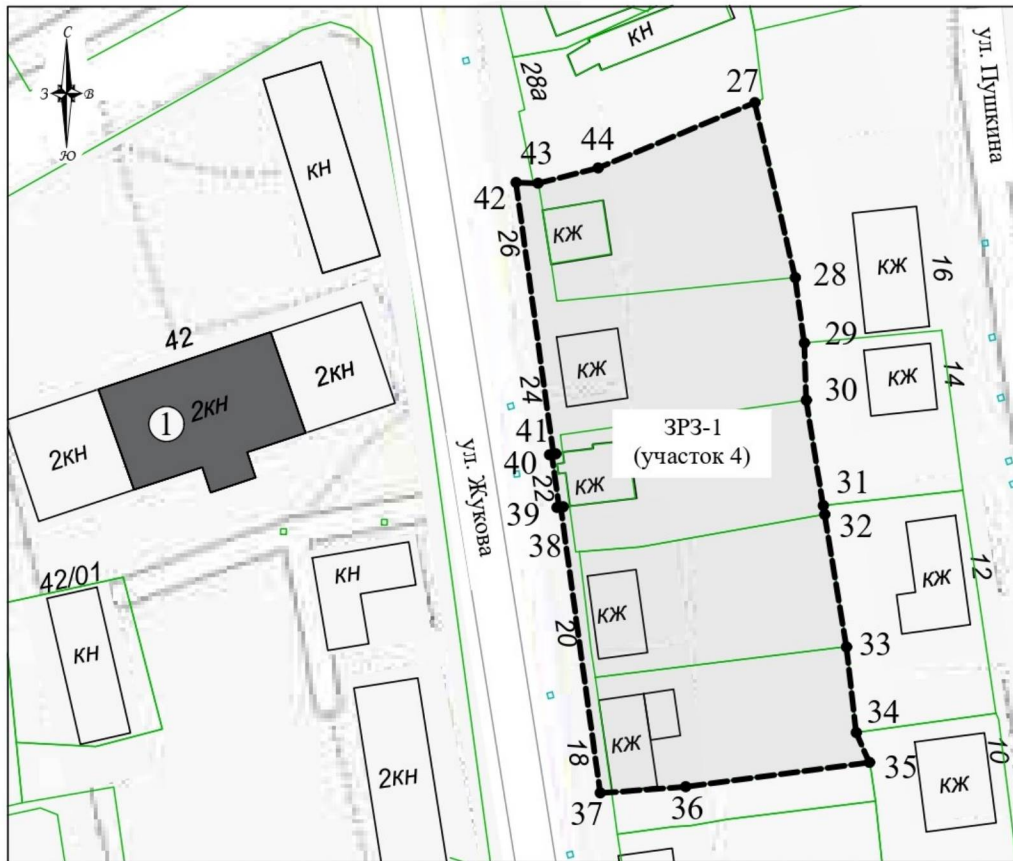 С
З
В
Ю
КН
28а
КН
27
ул. Пушкина
44
43
42
26
КЖ
28
КЖ
16
29
42
2КН
КЖ
КЖ
14
30
24
1
2КН
2КН
ЗРЗ-1
(участок 4)
41
40
22
КЖ
39
31
32
ул. Жукова
38
42/01
КН
КН
КЖ
12
КЖ
20
33
34
18
КЖ
2КН
10
35
КЖ
37
36